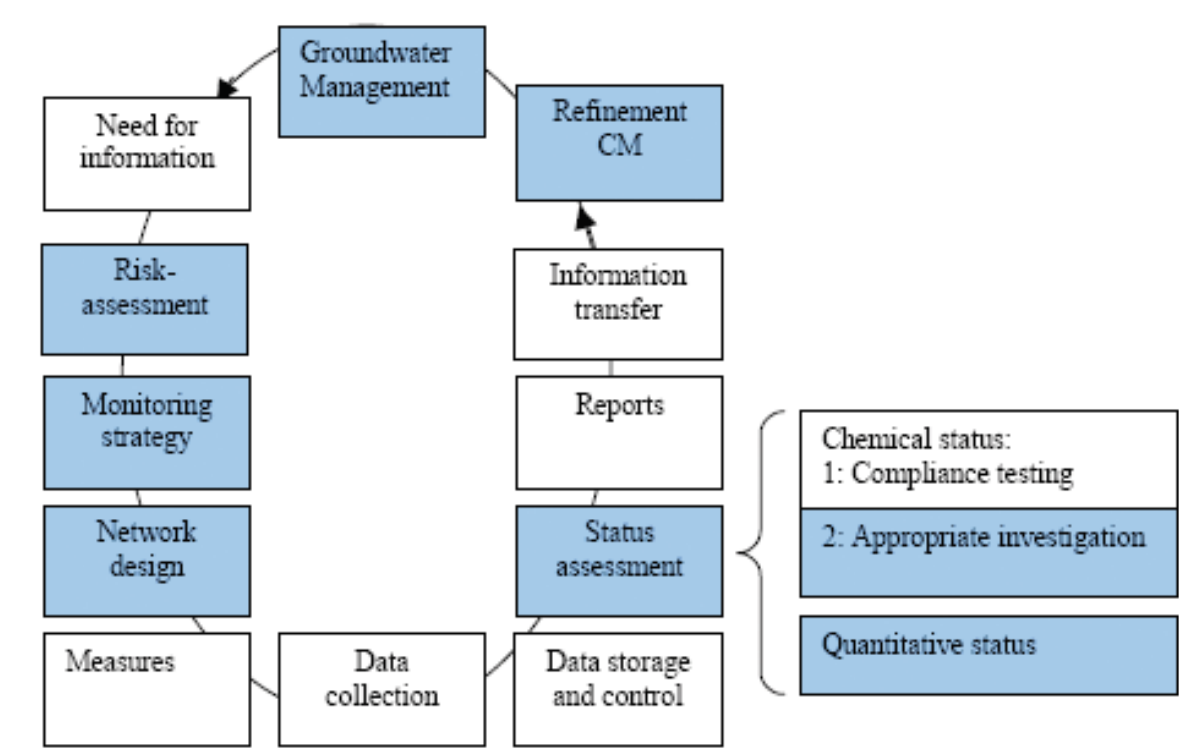 Groundwater
Management
Refinement
CM
Need for
information
Risk-
assessment
Information
transfer
Monitoring
strategy
Reports
Chemical status:
1: Compliance testing
Network
design
Status
assessment
2: Appropriate investigation
Quantitative status
Measures
Data
collection
Data storage
and control